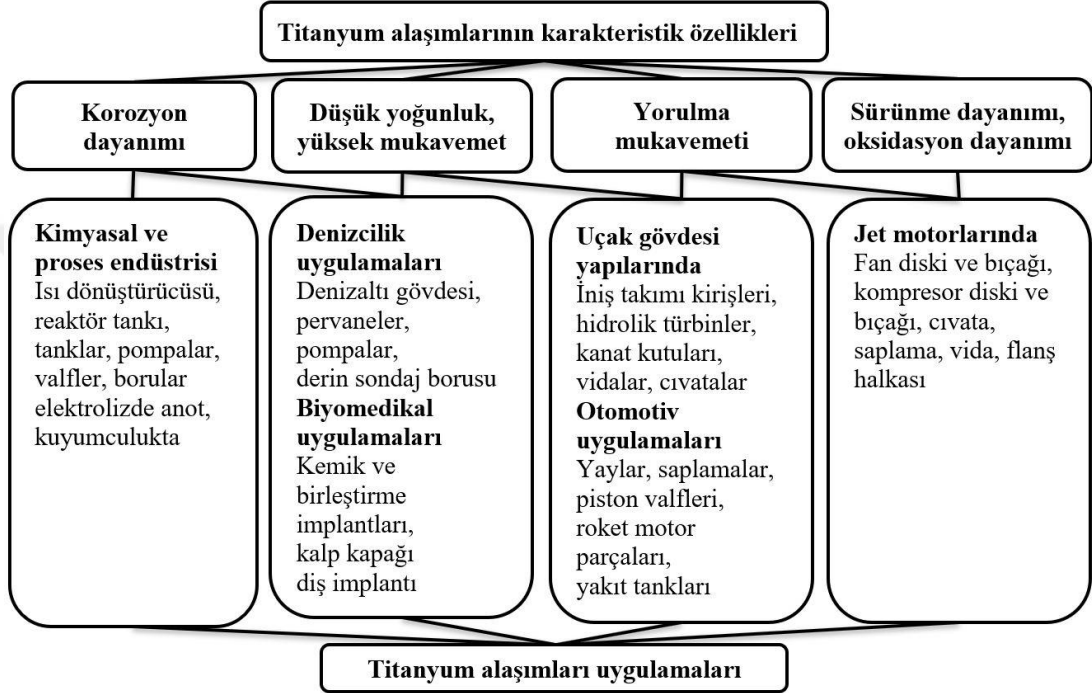 Titanyum alaşımlarının karakteristik özellikleri
Korozyon
dayanımı
Düşük yoğunluk,
yüksek mukavemet
Yorulma
mukavemeti
Sürünme dayanımı,
oksidasyon dayanımı
Kimyasal ve
proses endüstrisi
Isı dönüştürücüsü,
reaktör tankı,
tanklar, pompalar,
valfler, borular
elektrolizde anot,
kuyumculukta
Denizcilik
uygulamaları
Denizaltı gövdesi,
pervaneler,
pompalar,
derin sondaj borusu
Biyomedikal
uygulamaları
Kemik ve
birleştirme
implantları,
kalp kapağı
diş implantı
Uçak gövdesi
yapılarında
İniş takımı kirişleri,
hidrolik türbinler,
kanat kutuları,
vidalar, cıvatalar
Otomotiv
uygulamaları
Yaylar, saplamalar,
piston valfleri,
roket motor
parçaları,
yakıt tankları
Jet motorlarında
Fan diski ve bıçağı,
kompresor diski ve
bıçağı, cıvata,
saplama, vida, flanş
halkası
Titanyum alaşımları uygulamaları